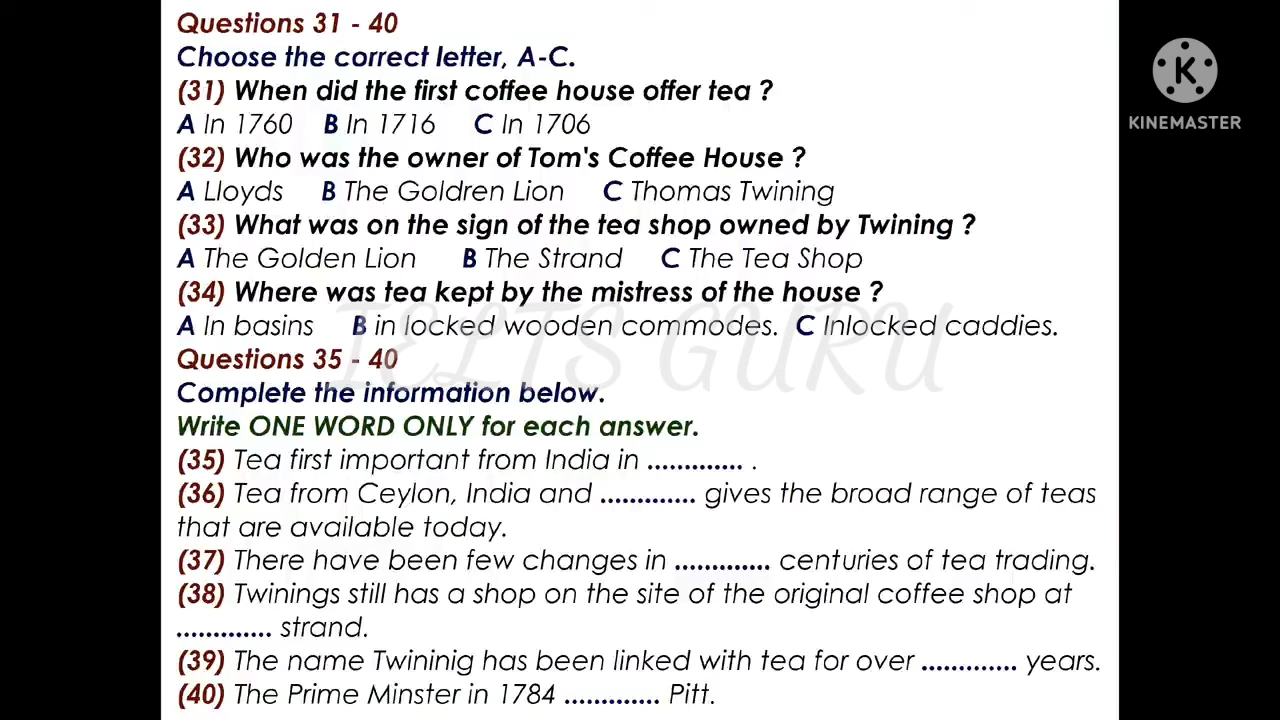 Questions 31 - 40
Choose the correct letter, A-C.
(31) When did the first coffee house offer tea ?
A In 1760 B In 1716 C In 1706
(32) Who was the owner of Tom's Coffee House ?
A Lloyds B The Goldren Lion C Thomas Twining
(33) What was on the sign of the tea shop owned by Twining ?
A The Golden Lion B The Strand C The Tea Shop
(34) Where was tea kept by the mistress of the house ?
A In basins B in locked wooden commodes. C Inlocked caddies.
Questions 35 - 40
Complete the information below.
Write ONE WORD ONLY for each answer.
(35) Tea first important from India in ............. .
(36) Tea from Ceylon, India and ............. gives the broad range of teas
that are available today.
(37) There have been few changes in ............. centuries of tea trading.
(38) Twinings still has a shop on the site of the original coffee shop at
............. strand.
(39) The name Twininig has been linked with tea for over ............. years.
(40) The Prime Minster in 1784 ............. Pitt.
IELTS GURU
K
KINEMASTER